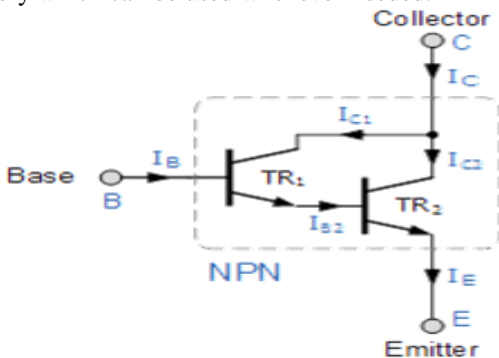 Collector
C
I_C
I_C1
I_B
Base
B
TR₁
I_C2
TR₂
I_B2
NPN
I_E
E
Emitter